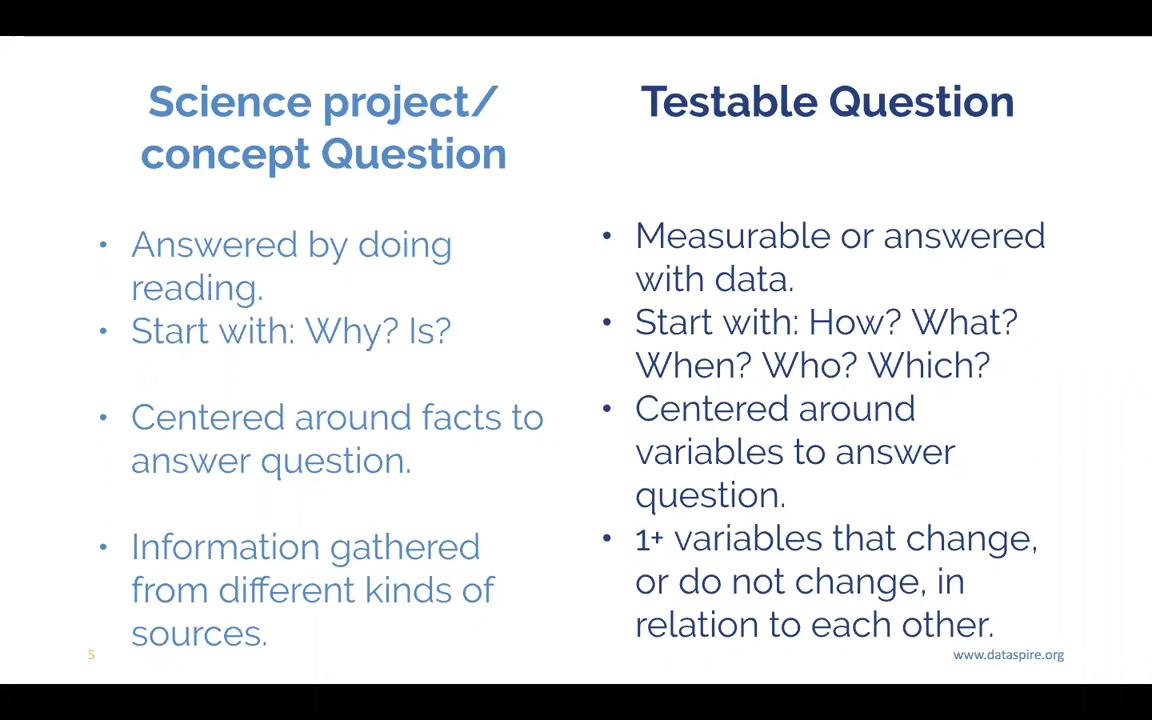 Science project/
concept Question
• Answered by doing
reading.
• Start with: Why? Is?
• Centered around facts to
answer question.
• Information gathered
from different kinds of
sources.
Testable Question
• Measurable or answered
with data.
• Start with: How? What?
When? Who? Which?
• Centered around
variables to answer
question.
• 1+ variables that change,
or do not change, in
relation to each other.
5
www.dataspire.org